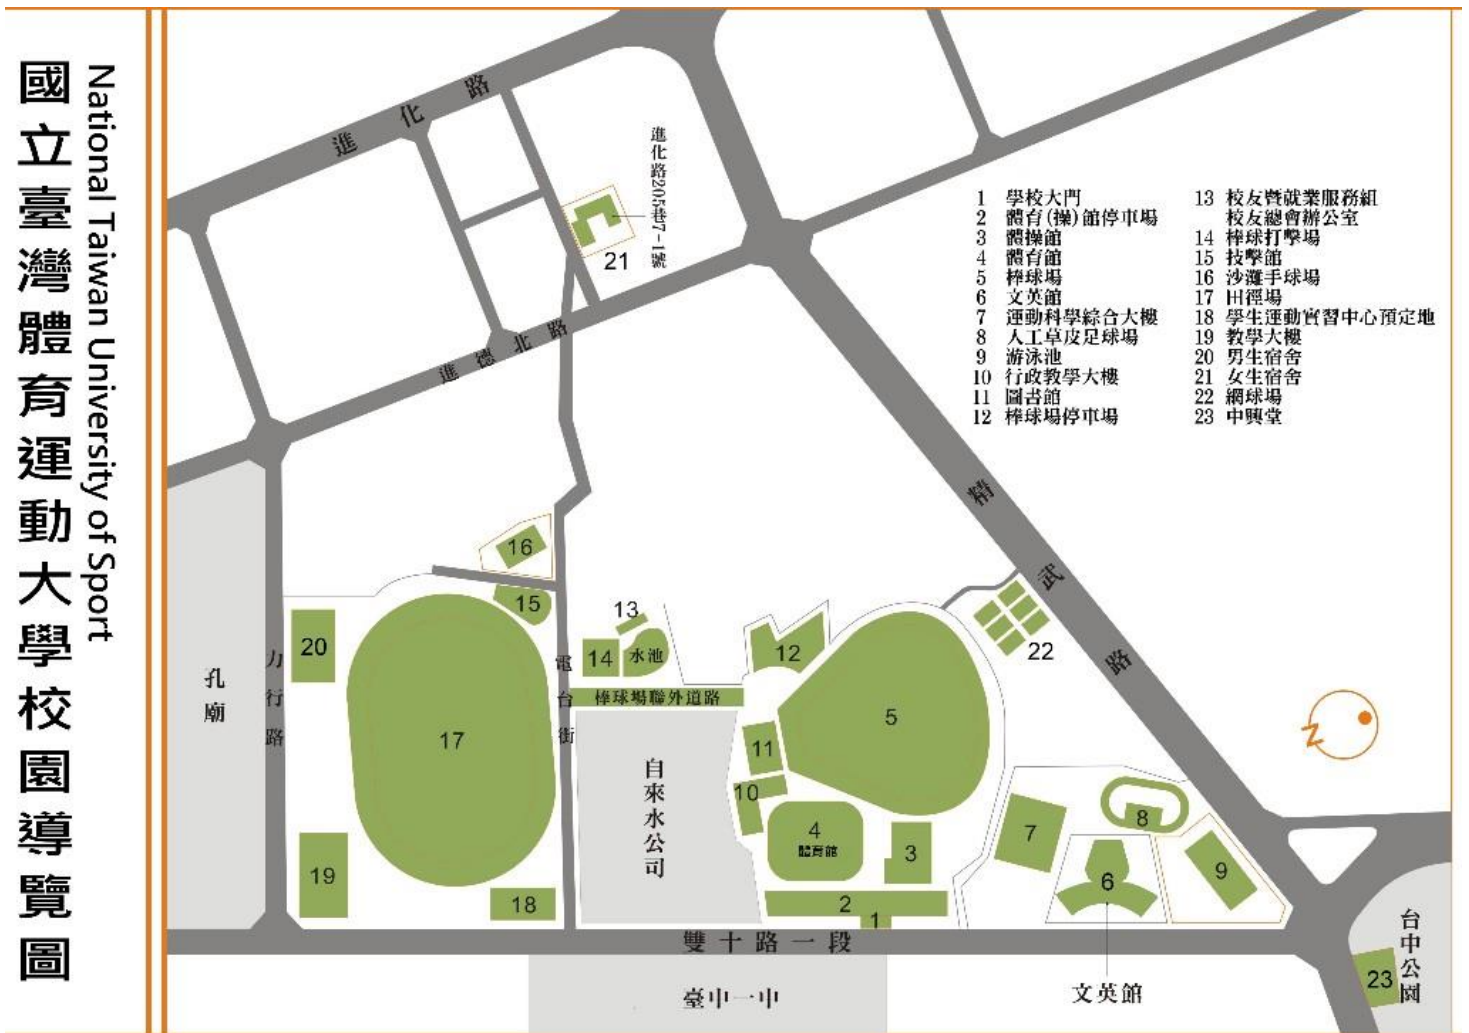 國立臺灣體育運動大學校園導覽圖
National Taiwan University of Sport
進化路
進化路205巷7-1號
21
進德北路
1 學校大門
2 體育(操)館停車場
3 體操館
4 體育館
5 棒球場
6 文英館
7 運動科學綜合大樓
8 人工草皮足球場
9 游泳池
10 行政教學大樓
11 圖書館
12 棒球場停車場
13 校友暨就業服務組
校友總會辦公室
14 棒球打擊場
15 技擊館
16 沙灘手球場
17 田徑場
18 學生運動實習中心預定地
19 教學大樓
20 男生宿舍
21 女生宿舍
22 網球場
23 中興堂
精武路
16
15
13
20
14
水池
12
22
孔廟
力行路
電台街
棒球場聯外道路
17
5
11
自來水公司
10
4
體育館
3
7
8
9
6
19
18
2
1
雙十路一段
臺中一中
文英館
台中公園
23
N